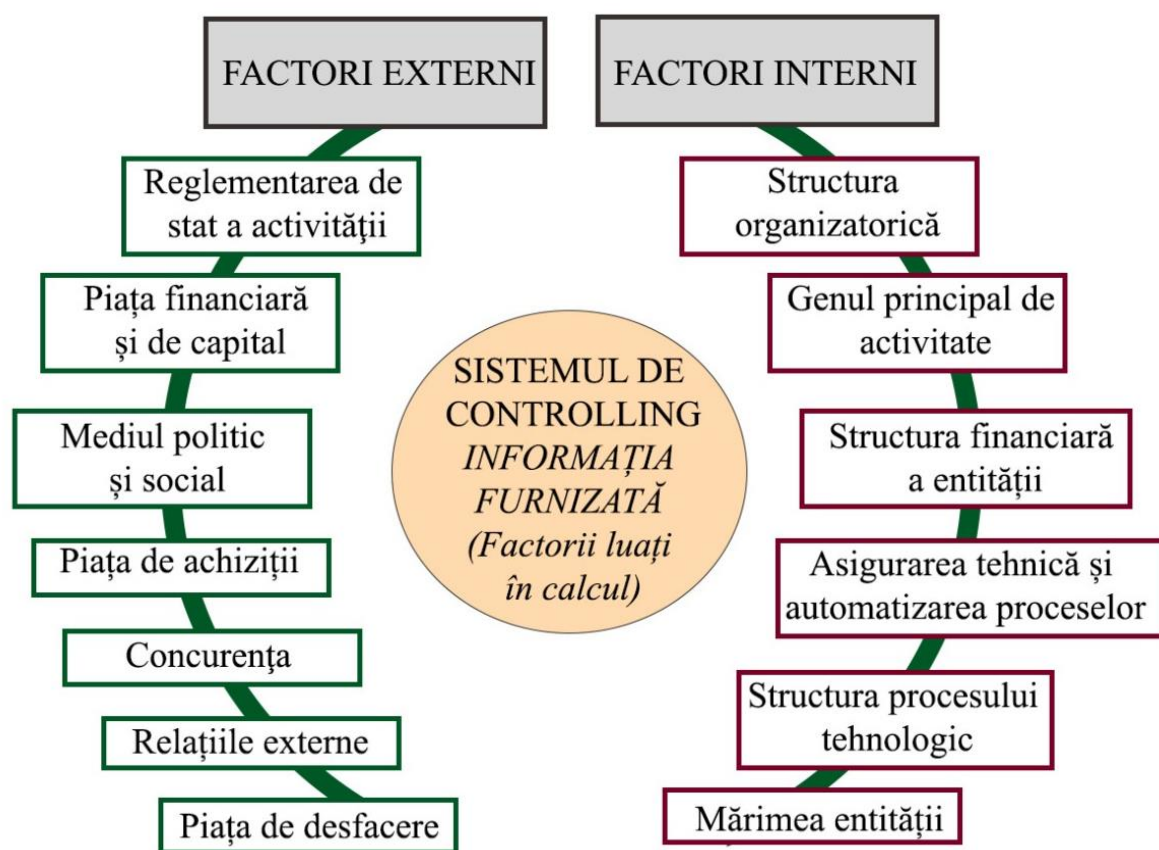 FACTORI EXTERNI
Reglementarea de
stat a activităţii
Piața financiară
și de capital
Mediul politic
și social
Piața de achiziții
Concurenţa
Relațiile externe
Piața de desfacere
SISTEMUL DE
CONTROLLING
INFORMAȚIA
FURNIZATĂ
(Factorii luați
în calcul)
FACTORI INTERNI
Structura
organizatorică
Genul principal de
activitate
Structura financiară
a entității
Asigurarea tehnică și
automatizarea proceselor
Structura procesului
tehnologic
Mărimea entității